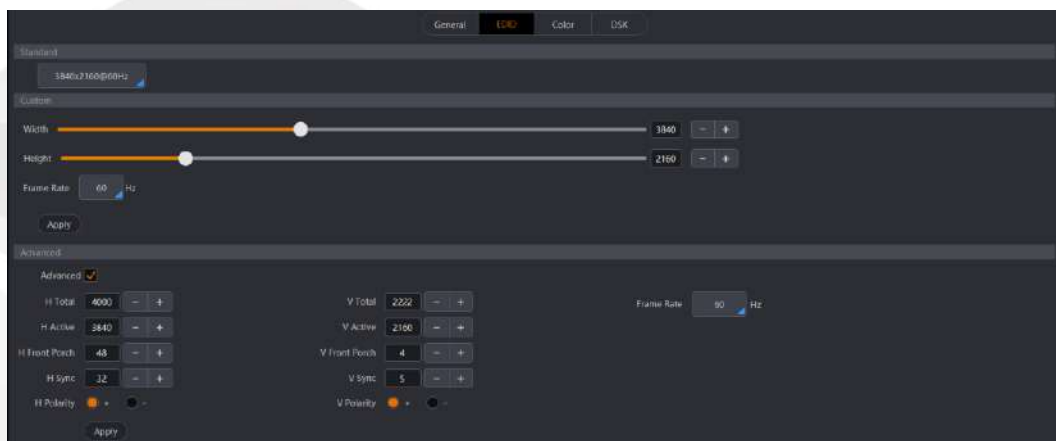 General EDID Color DSK
Standard
3840x2160@60Hz
Custom
Width 3840 - +
Height 2160 - +
Frame Rate 60 Hz
Apply
Advanced
Advanced
H Total 4000 - + V Total 2222 - + Frame Rate 60 Hz
H Active 3840 - + V Active 2160 - +
H Front Porch 48 - + V Front Porch 4 - +
H Sync 32 - + V Sync 5 - +
H Polarity + - V Polarity + -
Apply